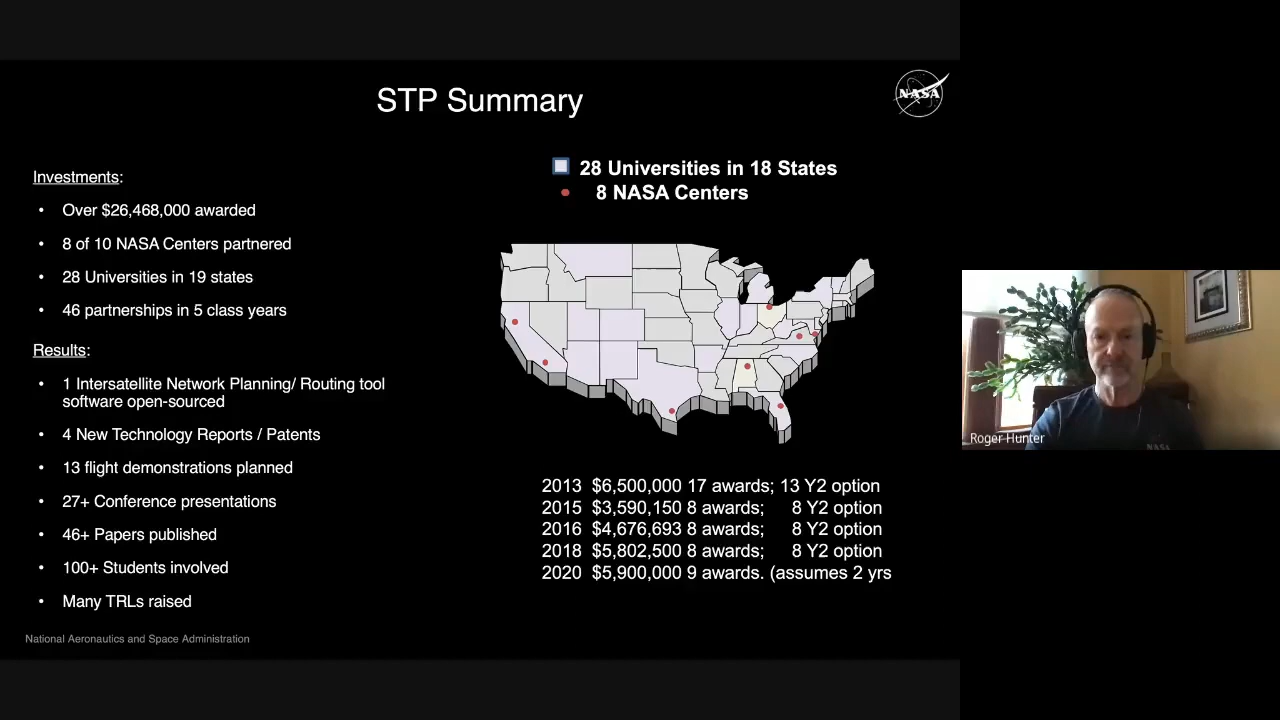 STP Summary
NASA
Investments:
• Over $26,468,000 awarded
• 8 of 10 NASA Centers partnered
• 28 Universities in 19 states
• 46 partnerships in 5 class years
Results:
• 1 Intersatellite Network Planning/ Routing tool
software open-sourced
• 4 New Technology Reports / Patents
• 13 flight demonstrations planned
• 27+ Conference presentations
• 46+ Papers published
• 100+ Students involved
• Many TRLs raised
National Aeronautics and Space Administration
28 Universities in 18 States
• 8 NASA Centers
2013 $6,500,000 17 awards; 13 Y2 option
2015 $3,590,150 8 awards; 8 Y2 option
2016 $4,676,693 8 awards; 8 Y2 option
2018 $5,802,500 8 awards; 8 Y2 option
2020 $5,900,000 9 awards. (assumes 2 yrs
Roger Hunter
NASA